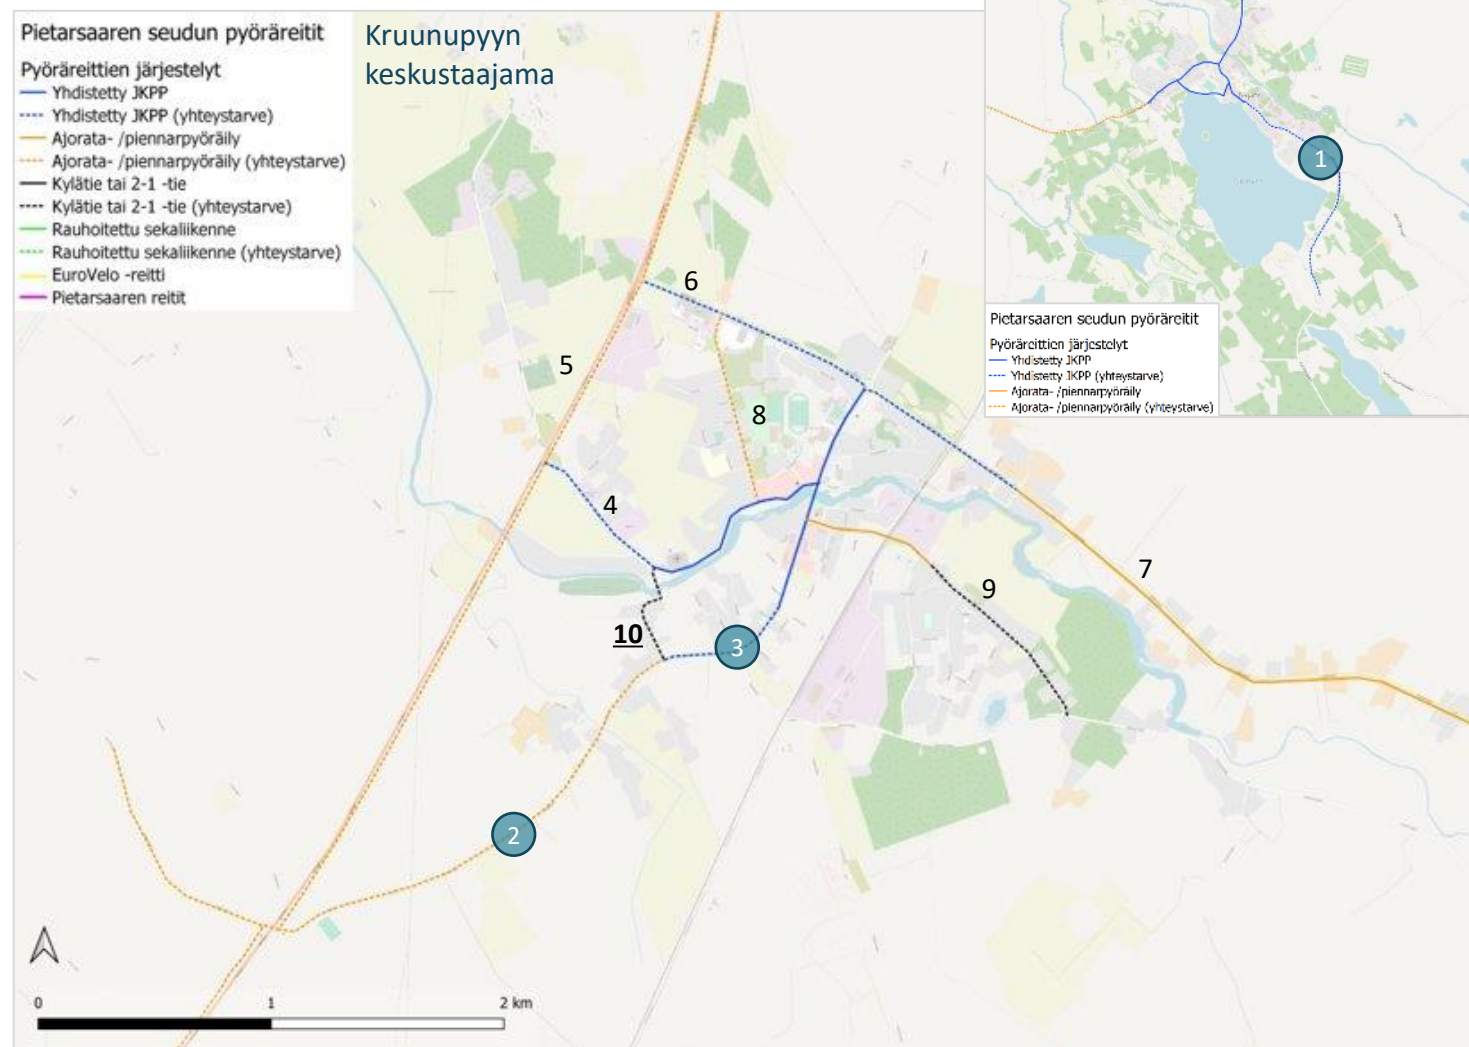 Pietarsaaren seudun pyöräreitit
Pyöräreittien järjestelyt
Yhdistetty JKPP
Yhdistetty JKPP (yhteystarve)
Ajorata- /piennarpyöräily
Ajorata- /piennarpyöräily (yhteystarve)
Kylätie tai 2-1 -tie
Kylätie tai 2-1 -tie (yhteystarve)
Rauhoitettu sekaliikenne
Rauhoitettu sekaliikenne (yhteystarve)
EuroVelo -reitti
Pietarsaaren reitit
Kruunupyyn
keskustaajama
1
Pietarsaaren seudun pyöräreitit
Pyöräreittien järjestelyt
Yhdistetty JKPP
Yhdistetty JKPP (yhteystarve)
Ajorata- /piennarpyöräily
Ajorata- /piennarpyöräily (yhteystarve)
6
5
8
4
7
9
10
3
2
0 1 2 km